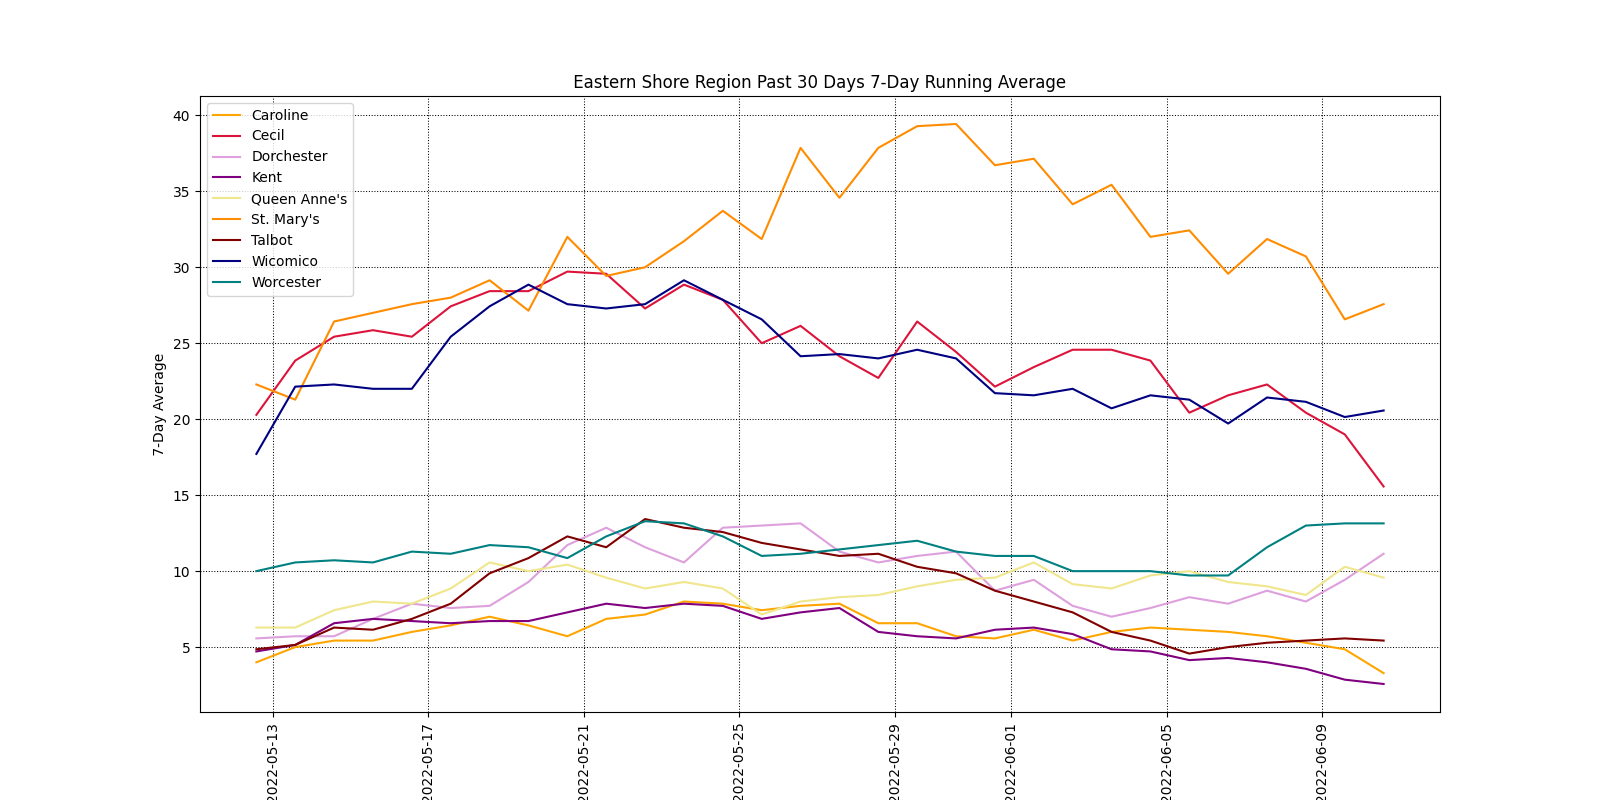 Eastern Shore Region Past 30 Days 7-Day Running Average
Caroline
Cecil
Dorchester
Kent
Queen Anne's
St. Mary's
Talbot
Wicomico
Worcester
7-Day Average
40
35
30
25
20
15
10
5
2022-05-13
2022-05-17
2022-05-21
2022-05-25
2022-05-29
2022-06-01
2022-06-05
2022-06-09